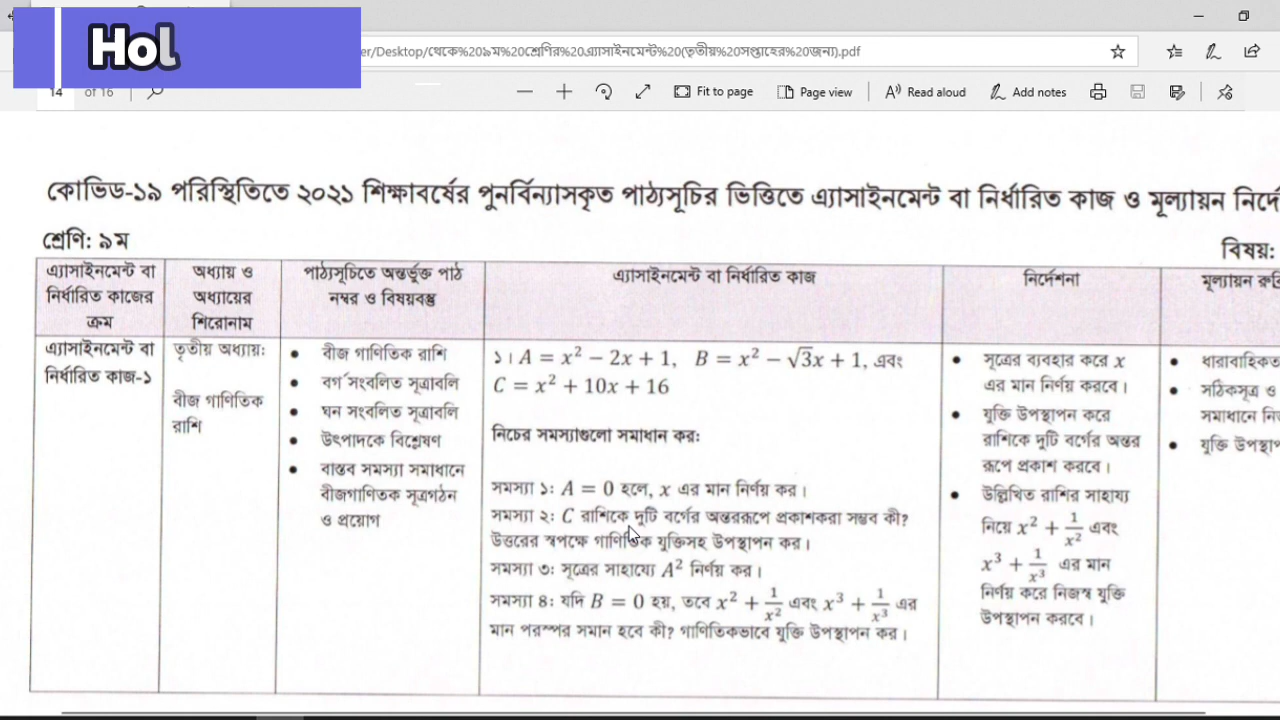 Hol
er/Desktop/থেকে%20৯ম%20শ্রেণির%20এ্যাসাইনমেন্ট%20(তৃতীয়%20সপ্তাহের%20জন্য).pdf
14 of 16 Fit to page Page view Read aloud Add notes
কোভিড-১৯ পরিস্থিতিতে ২০২১ শিক্ষাবর্ষের পুনর্বিন্যাসকৃত পাঠ্যসূচির ভিত্তিতে এ্যাসাইনমেন্ট বা নির্ধারিত কাজ ও মূল্যায়ন নির্দে
শ্রেণি: ৯ম
বিষয়:
এ্যাসাইনমেন্ট বা
নির্ধারিত কাজের
ক্রম
অধ্যায় ও
অধ্যায়ের
শিরোনাম
পাঠ্যসূচিতে অন্তর্ভুক্ত পাঠ
নম্বর ও বিষয়বস্তু
এ্যাসাইনমেন্ট বা নির্ধারিত কাজ
নির্দেশনা
মূল্যায়ন রুব্রি
এ্যাসাইনমেন্ট বা
নির্ধারিত কাজ-১
তৃতীয় অধ্যায়:
বীজ গাণিতিক
রাশি
• বীজ গাণিতিক রাশি
• বর্গ সংবলিত সূত্রাবলি
• ঘন সংবলিত সূত্রাবলি
• উৎপাদকে বিশ্লেষণ
• বাস্তব সমস্যা সমাধানে
বীজগাণিতিক সূত্রগঠন
ও প্রয়োগ
১। A = x² − 2x + 1, B = x² − √3x + 1, এবং
C = x² + 10x + 16
নিচের সমস্যাগুলো সমাধান কর:
সমস্যা ১: A = 0 হলে, x এর মান নির্ণয় কর।
সমস্যা ২: C রাশিকে দুটি বর্গের অন্তররূপে প্রকাশকরা সম্ভব কী?
উত্তরের স্বপক্ষে গাণিতিক যুক্তিসহ উপস্থাপন কর।
সমস্যা ৩: সূত্রের সাহায্যে A² নির্ণয় কর।
সমস্যা ৪: যদি B = 0 হয়, তবে x² + 1/x² এবং x³ + 1/x³ এর
মান পরস্পর সমান হবে কী? গাণিতিকভাবে যুক্তি উপস্থাপন কর।
• সূত্রের ব্যবহার করে x
এর মান নির্ণয় করবে।
• যুক্তি উপস্থাপন করে
রাশিকে দুটি বর্গের অন্তর
রূপে প্রকাশ করবে।
• উল্লিখিত রাশির সাহায্য
নিয়ে x² + 1/x² এবং
x³ + 1/x³ এর মান
নির্ণয় করে নিজস্ব যুক্তি
উপস্থাপন করবে।
• ধারাবাহিকত
• সঠিকসূত্র ও
সমাধানে নি
• যুক্তি উপস্থা